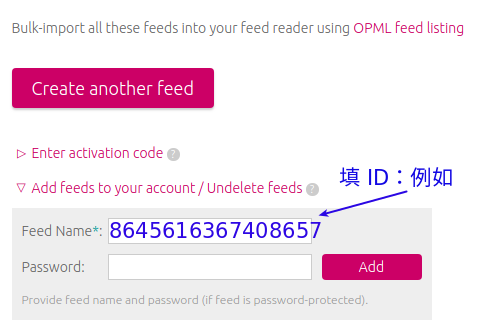 Bulk-import all these feeds into your feed reader using OPML feed listing
Create another feed
▷ Enter activation code ?
填 ID：例如
▽ Add feeds to your account / Undelete feeds ?
Feed Name*: 8645616367408657
Password:
Add
Provide feed name and password (if feed is password-protected).